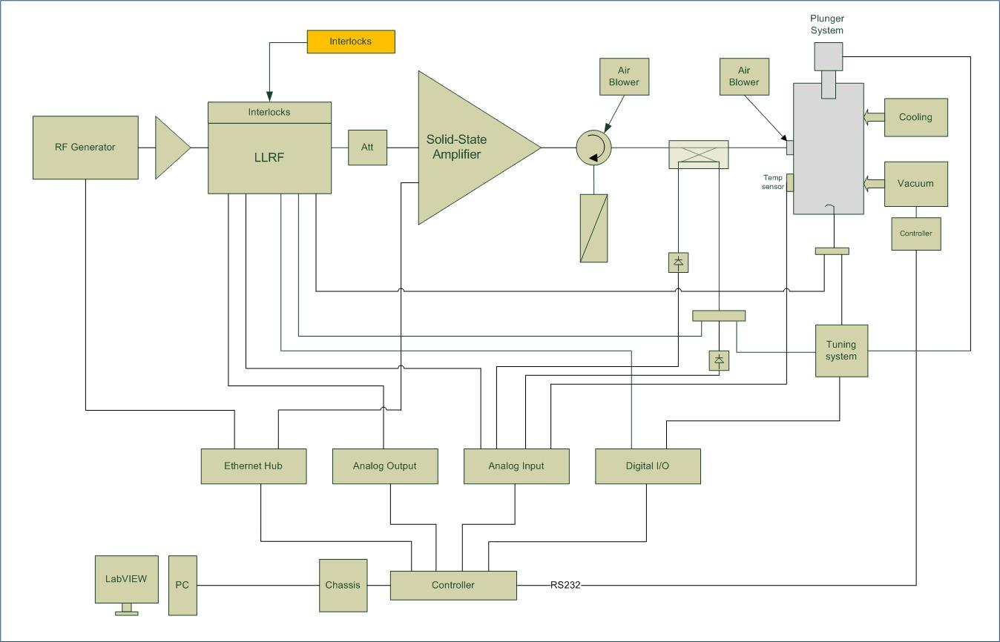 Plunger
System
Interlocks
Air
Blower
Air
Blower
Interlocks
Cooling
RF Generator
LLRF
Att
Solid-State
Amplifier
Temp
sensor
Vacuum
Controller
Tuning
system
Ethernet Hub
Analog Output
Analog Input
Digital I/O
LabVIEW
PC
Chassis
Controller
RS232